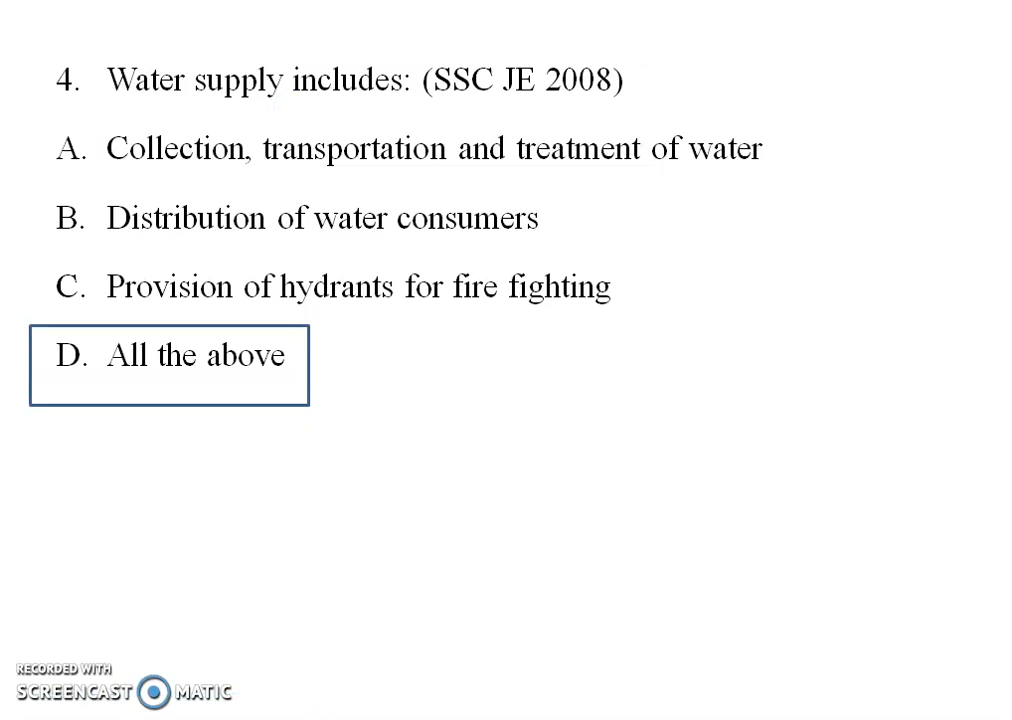 4. Water supply includes: (SSC JE 2008)
A. Collection, transportation and treatment of water
B. Distribution of water consumers
C. Provision of hydrants for fire fighting
D. All the above
RECORDED WITH
SCREENCAST MATIC